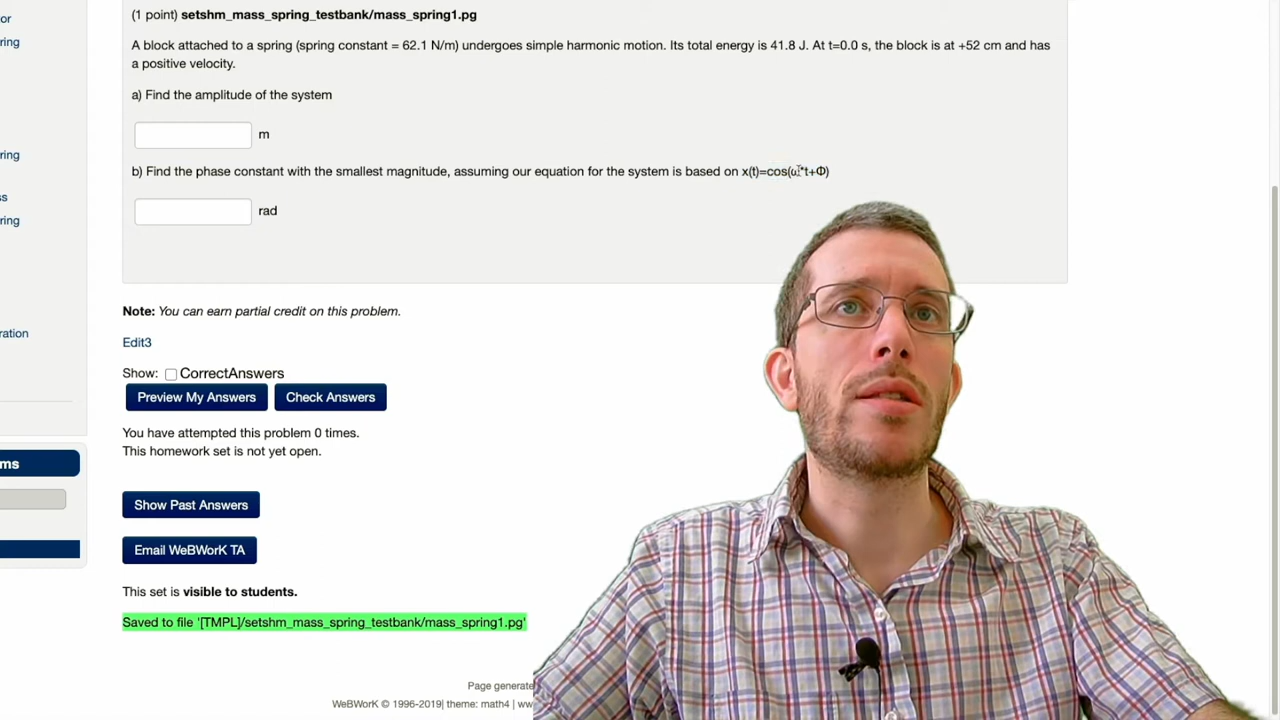 or
ring
ring
s
ring
ration
ms
(1 point) setshm_mass_spring_testbank/mass_spring1.pg
A block attached to a spring (spring constant = 62.1 N/m) undergoes simple harmonic motion. Its total energy is 41.8 J. At t=0.0 s, the block is at +52 cm and has
a positive velocity.
a) Find the amplitude of the system
m
b) Find the phase constant with the smallest magnitude, assuming our equation for the system is based on x(t)=cos(ω*t+Φ)
rad
Note: You can earn partial credit on this problem.
Edit3
Show: CorrectAnswers
Preview My Answers Check Answers
You have attempted this problem 0 times.
This homework set is not yet open.
Show Past Answers
Email WeBWorK TA
This set is visible to students.
Saved to file '[TMPL]/setshm_mass_spring_testbank/mass_spring1.pg'
Page generate
WeBWorK © 1996-2019| theme: math4 | ww